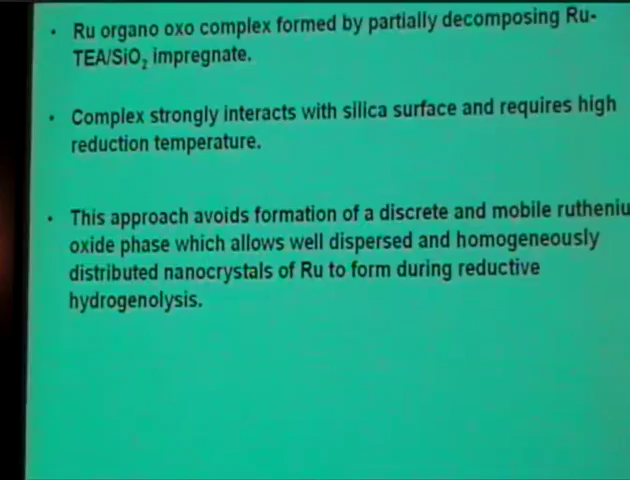 • Ru organo oxo complex formed by partially decomposing Ru-
TEA/SiO₂ impregnate.
• Complex strongly interacts with silica surface and requires high
reduction temperature.
• This approach avoids formation of a discrete and mobile rutheniu
oxide phase which allows well dispersed and homogeneously
distributed nanocrystals of Ru to form during reductive
hydrogenolysis.